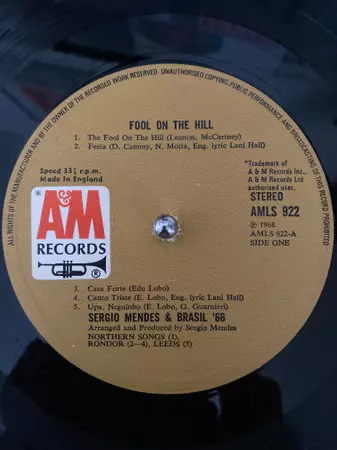 ALL RIGHTS OF THE MANUFACTURER AND OF THE OWNER OF THE RECORDED WORK RESERVED. UNAUTHORISED COPYING, PUBLIC PERFORMANCE AND BROADCASTING OF THIS RECORD PROHIBITED
FOOL ON THE HILL
1. The Fool On The Hill (Lennon, McCartney)
2. Festa (D. Cammy, N. Motta, Eng. lyric Lani Hall)
Speed 33⅓ r.p.m.
Made in England
*Trademark of
A & M Records Inc.,
A & M Records Ltd
authorised user.
STEREO
AMLS 922
℗ 1968
AMLS 922-A
SIDE ONE
*
A&M
RECORDS
®
3. Casa Forte (Edu Lobo)
4. Canto Triste (E. Lobo, Eng. lyric Lani Hall)
5. Upa, Neguinho (E. Lobo, G. Guarnieri)
SERGIO MENDES & BRASIL '66
Arranged and Produced by Sergio Mendes
NORTHERN SONGS (1),
RONDOR (2—4), LEEDS (5)